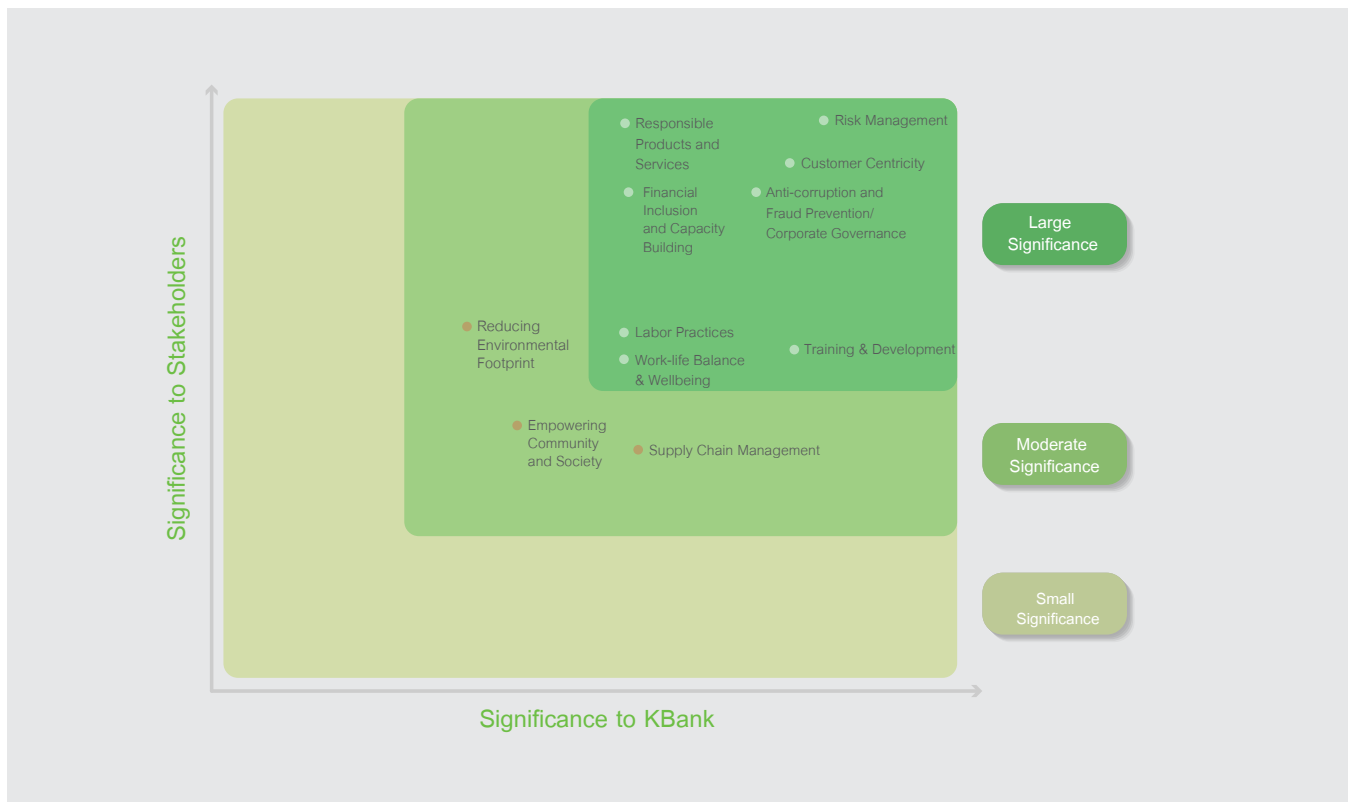 Significance to Stakeholders
Responsible
Products and
Services
Risk Management
Customer Centricity
Financial
Inclusion
and Capacity
Building
Anti-corruption and
Fraud Prevention/
Corporate Governance
Reducing
Environmental
Footprint
Labor Practices
Work-life Balance
& Wellbeing
Training & Development
Empowering
Community
and Society
Supply Chain Management
Large
Significance
Moderate
Significance
Small
Significance
Significance to KBank